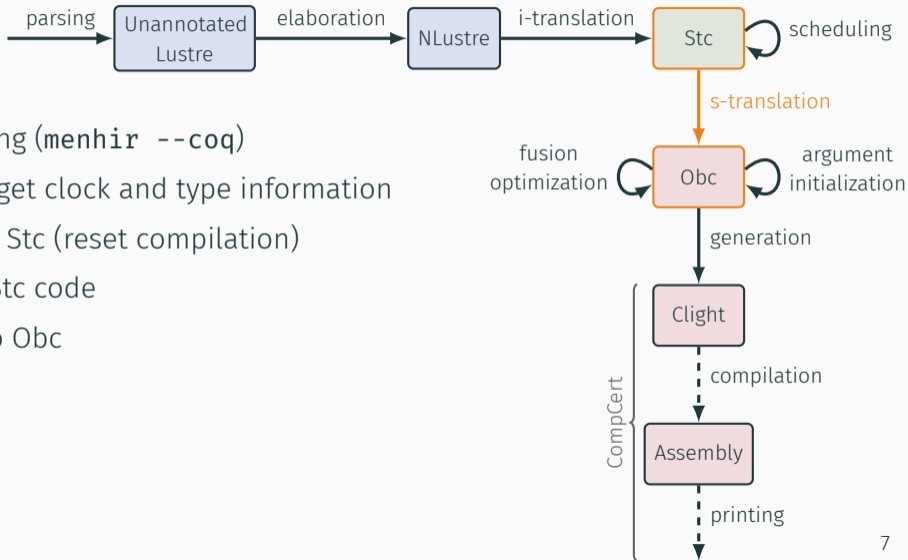 parsing
Unannotated
Lustre
elaboration
NLustre
i-translation
Stc
scheduling
s-translation
ng (menhir --coq)
get clock and type information
Stc (reset compilation)
Stc code
o Obc
fusion
optimization
Obc
argument
initialization
generation
Clight
compilation
CompCert
Assembly
printing
7